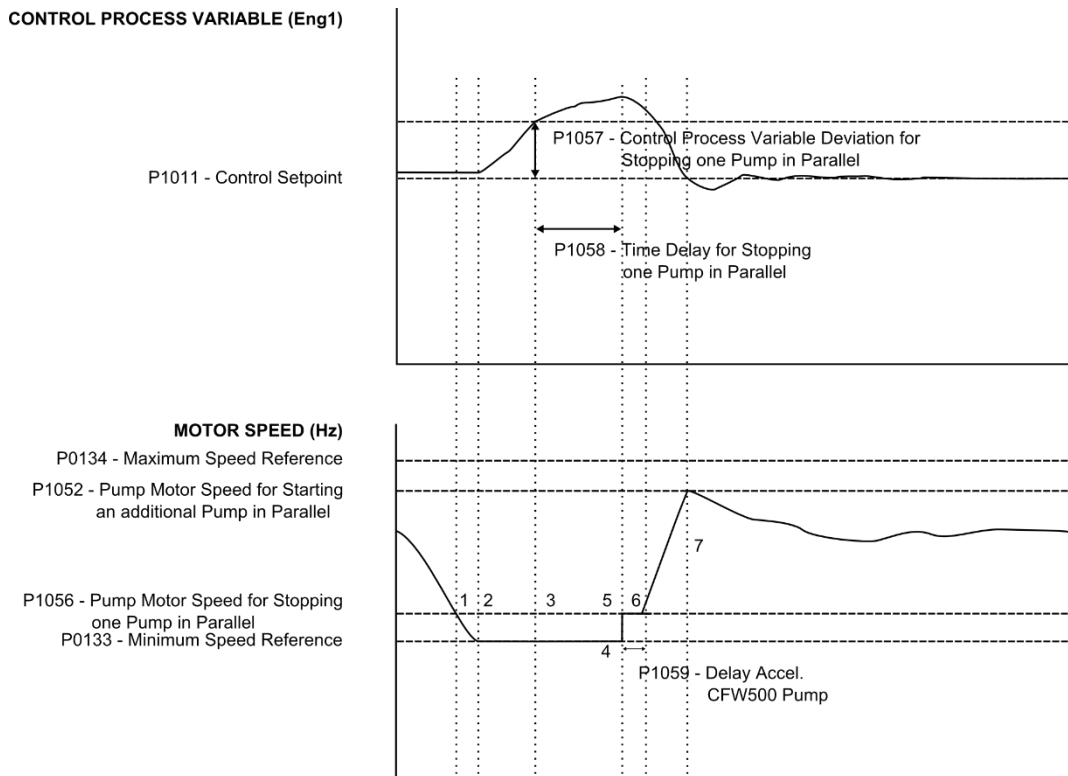 CONTROL PROCESS VARIABLE (Eng1)
P1057 - Control Process Variable Deviation for
Stopping one Pump in Parallel
P1011 - Control Setpoint
P1058 - Time Delay for Stopping
one Pump in Parallel
MOTOR SPEED (Hz)
P0134 - Maximum Speed Reference
P1052 - Pump Motor Speed for Starting
an additional Pump in Parallel
7
P1056 - Pump Motor Speed for Stopping
one Pump in Parallel
1 2 3 5 6
P0133 - Minimum Speed Reference
4
P1059 - Delay Accel.
CFW500 Pump